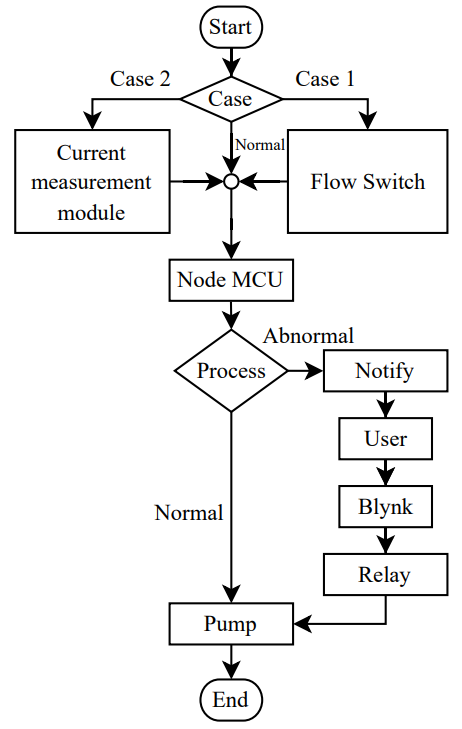 Start
Case 2
Case 1
Case
Normal
Current
measurement
module
Flow Switch
Node MCU
Abnormal
Process
Notify
User
Normal
Blynk
Relay
Pump
End